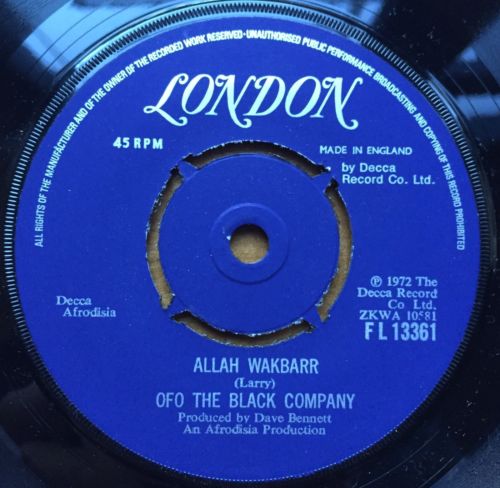 ALL RIGHTS OF THE MANUFACTURER AND OF THE OWNER OF THE RECORDED WORK RESERVED · UNAUTHORISED PUBLIC PERFORMANCE BROADCASTING AND COPYING OF THIS RECORD PROHIBITED
LONDON
45 RPM
MADE IN ENGLAND
by Decca
Record Co. Ltd.
Decca
Afrodisia
℗ 1972 The
Decca Record
Co Ltd.
ZKWA 10581
FL 13361
ALLAH WAKBARR
(Larry)
OFO THE BLACK COMPANY
Produced by Dave Bennett
An Afrodisia Production